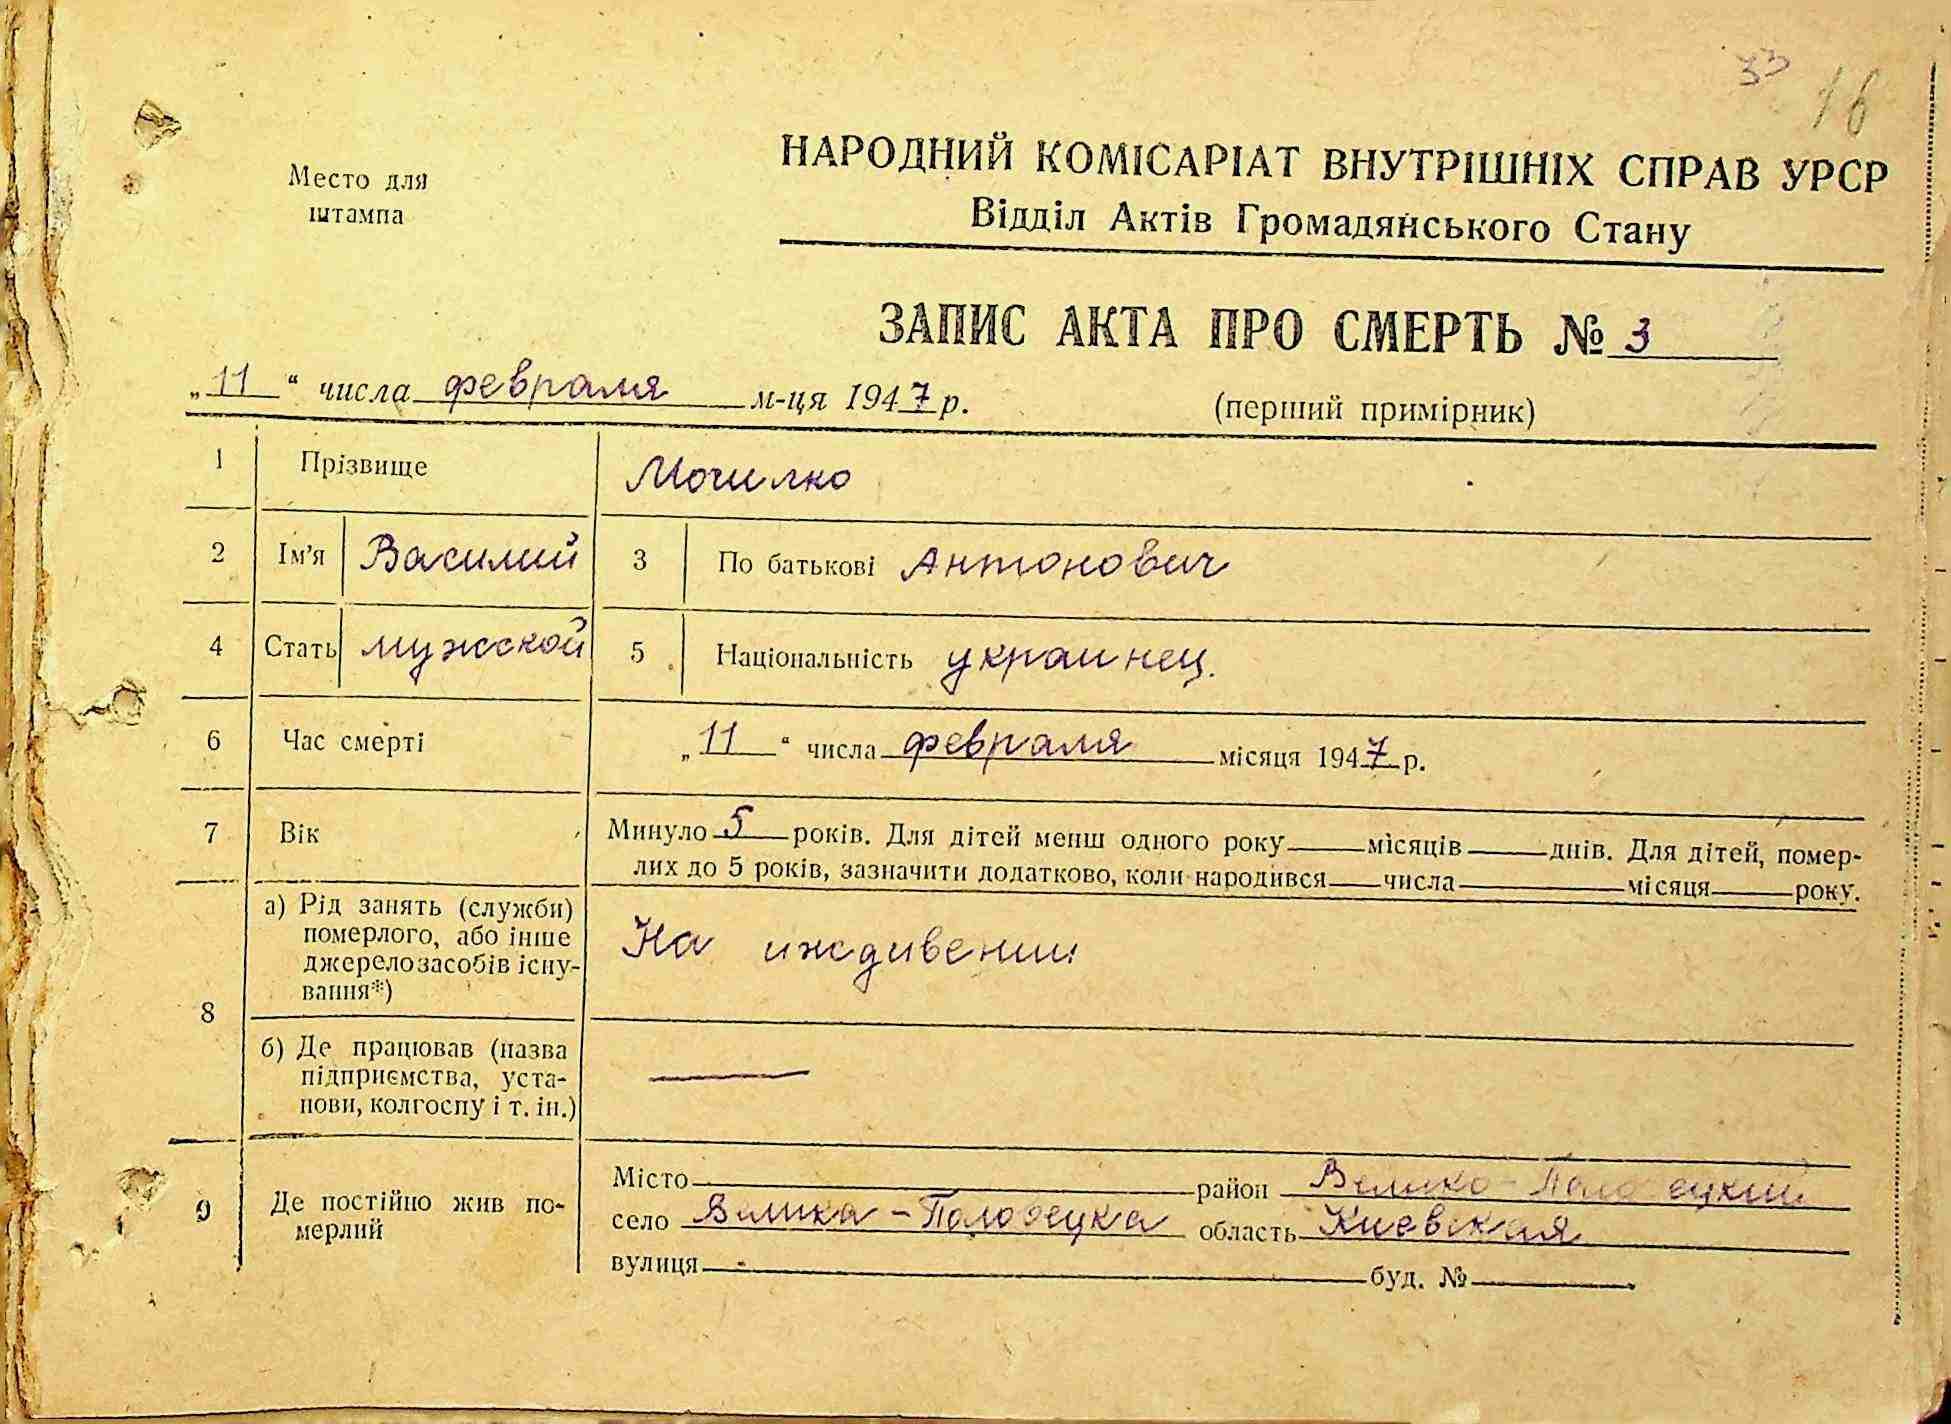 33 16
Место для
штампа
НАРОДНИЙ КОМІСАРІАТ ВНУТРІШНІХ СПРАВ УРСР
Відділ Актів Громадянського Стану
ЗАПИС АКТА ПРО СМЕРТЬ № 3
„11“ числа февраля м-ця 1947 р.
(перший примірник)
1 Прізвище Мочилко
2 Ім'я Василий 3 По батькові Антонович
4 Стать мужской 5 Національність украинец.
6 Час смерті „11“ числа февраля місяця 1947 р.
7 Вік Минуло 5 років. Для дітей менш одного року місяців днів. Для дітей, помер-
лих до 5 років, зазначити додатково, коли народився числа місяця року.
8 а) Рід занять (служби)
померлого, або інше
джерело засобів існу-
вання*)
На иждивении
б) Де працював (назва
підприємства, уста-
нови, колгоспу і т. ін.)
—
9 Де постійно жив по-
мерлий
Місто район Велико-Половецкий
село Велика-Половецка область Киевская
вулиця буд. №